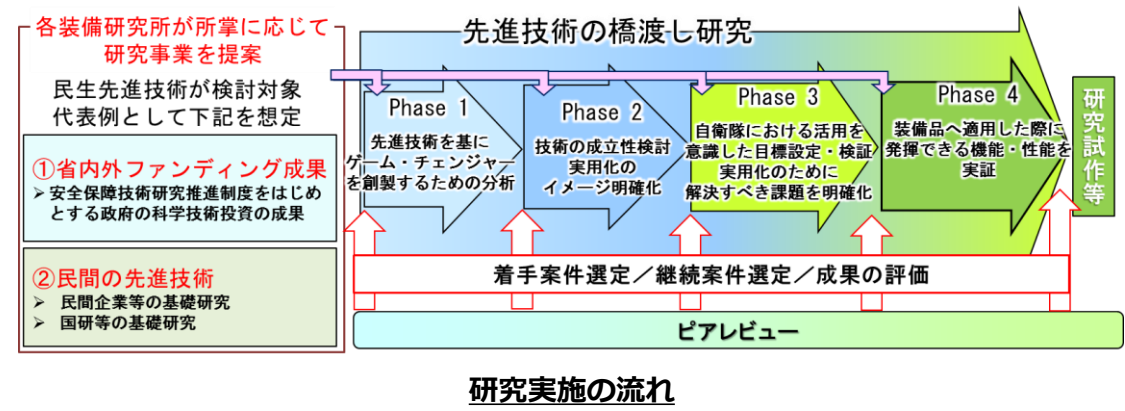 各装備研究所が所掌に応じて
研究事業を提案
民生先進技術が検討対象
代表例として下記を想定
①省内外ファンディング成果
➢ 安全保障技術研究推進制度をはじめ
とする政府の科学技術投資の成果
②民間の先進技術
➢ 民間企業等の基礎研究
➢ 国研等の基礎研究
先進技術の橋渡し研究
Phase 1
先進技術を基に
ゲーム・チェンジャー
を創製するための分析
Phase 2
技術の成立性検討
実用化の
イメージ明確化
Phase 3
自衛隊における活用を
意識した目標設定・検証
実用化のために
解決すべき課題を明確化
Phase 4
装備品へ適用した際に
発揮できる機能・性能を
実証
研究試作等
着手案件選定／継続案件選定／成果の評価
ピアレビュー
研究実施の流れ